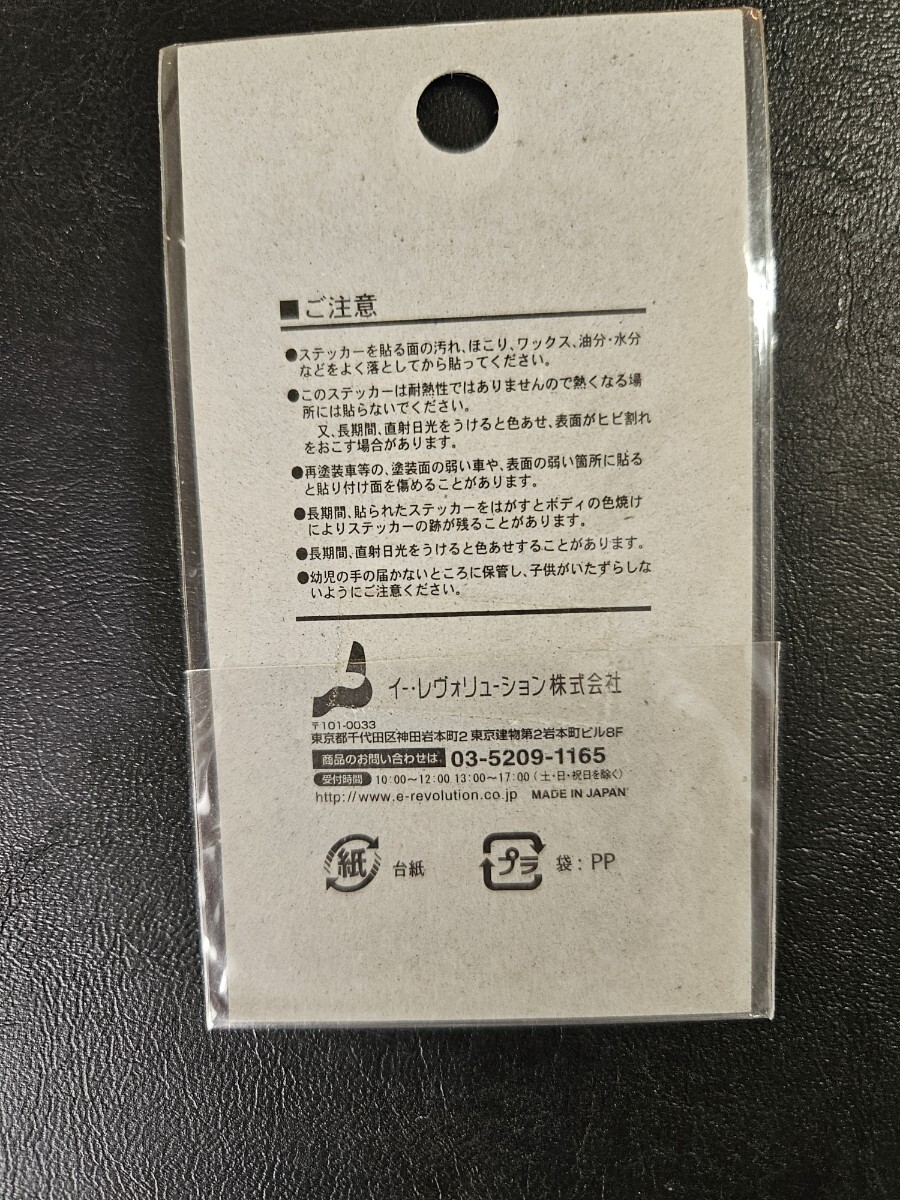 ■ご注意
●ステッカーを貼る面の汚れ、ほこり、ワックス、油分・水分
などをよく落としてから貼ってください。
●このステッカーは耐熱性ではありませんので熱くなる場
所には貼らないでください。
又、長期間、直射日光をうけると色あせ、表面がヒビ割れ
をおこす場合があります。
●再塗装車等の、塗装面の弱い車や、表面の弱い箇所に貼る
と貼り付け面を傷めることがあります。
●長期間、貼られたステッカーをはがすとボディの色焼け
によりステッカーの跡が残ることがあります。
●長期間、直射日光をうけると色あせすることがあります。
●幼児の手の届かないところに保管し、子供がいたずらしな
いようにご注意ください。
イー・レヴォリューション株式会社
〒101-0033
東京都千代田区神田岩本町2 東京建物第2岩本町ビル8F
商品のお問い合わせは 03-5209-1165
受付時間 10:00〜12:00 13:00〜17:00（土・日・祝日を除く）
http://www.e-revolution.co.jp MADE IN JAPAN
紙 台紙 プラ 袋：PP